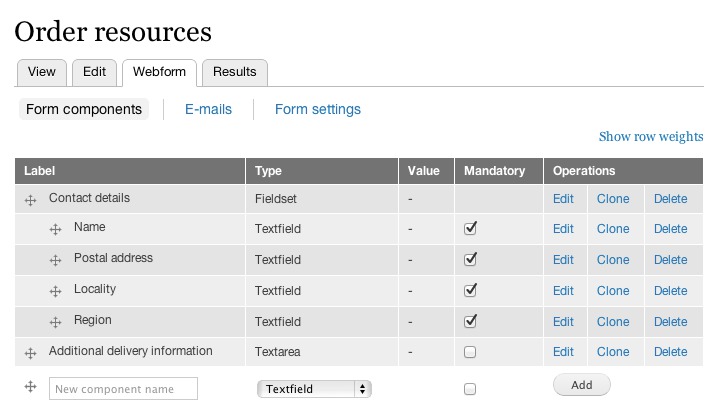 Order resources
View Edit Webform Results
Form components E-mails Form settings
Show row weights
Label Type Value Mandatory Operations
Contact details Fieldset - Edit Clone Delete
Name Textfield - Edit Clone Delete
Postal address Textfield - Edit Clone Delete
Locality Textfield - Edit Clone Delete
Region Textfield - Edit Clone Delete
Additional delivery information Textarea - Edit Clone Delete
New component name Textfield Add